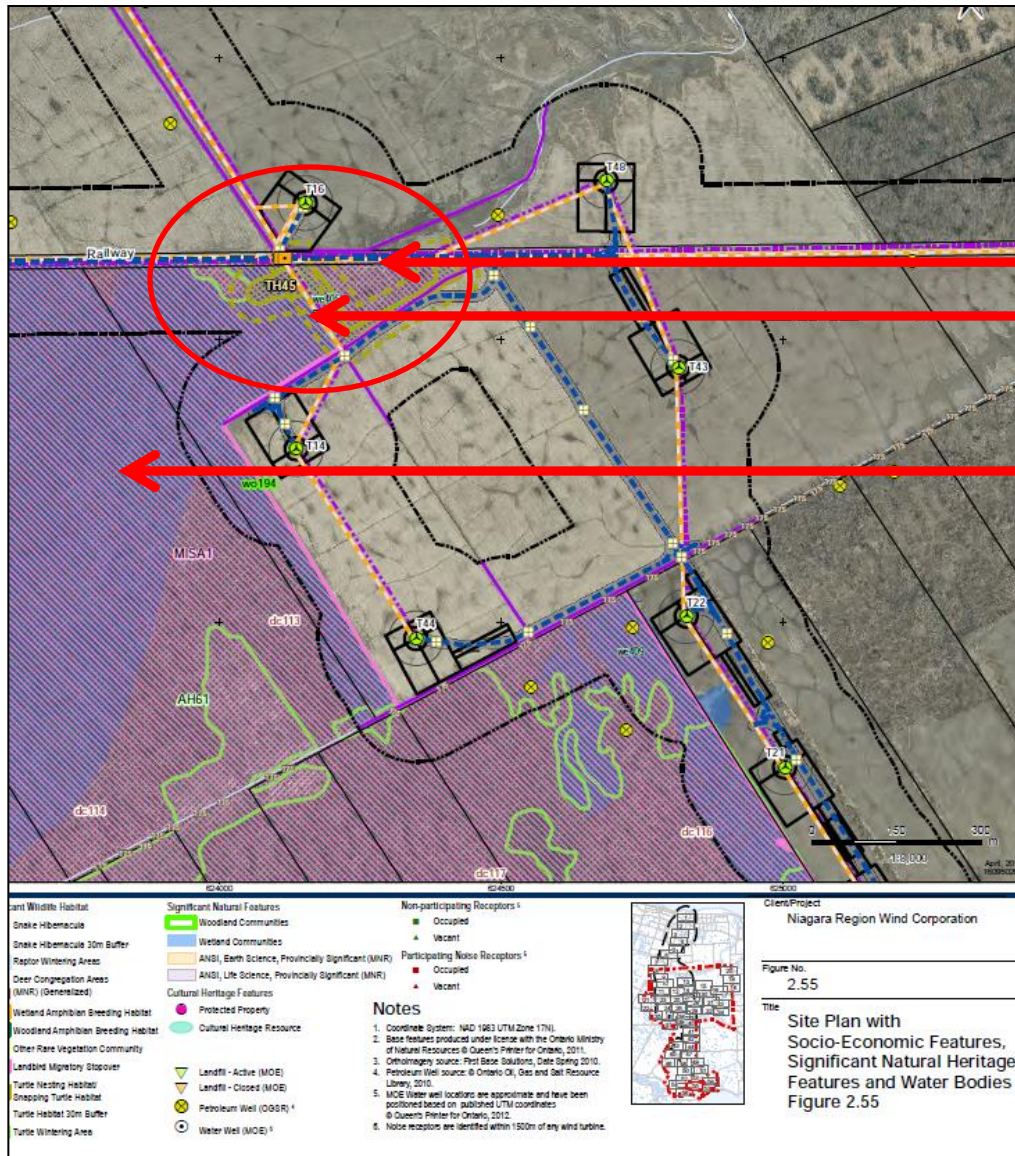 T16
T48
Railway
TH45
T43
T14
wo194
MISA1
dc113
T22
T44
AH61
T21
dc114
dc116
dc117
0 150 300
m
624000 624500 625000
cant Wildlife Habitat
Snake Hibernacula
Snake Hibernacula 30m Buffer
Raptor Wintering Areas
Deer Congregation Areas
(MNR) (Generalized)
Wetland Amphibian Breeding Habitat
Woodland Amphibian Breeding Habitat
Other Rare Vegetation Community
Landbird Migratory Stopover
Turtle Nesting Habitat/
Snapping Turtle Habitat
Turtle Habitat 30m Buffer
Turtle Wintering Area
Significant Natural Features
Woodland Communities
Wetland Communities
ANSI, Earth Science, Provincially Significant (MNR)
ANSI, Life Science, Provincially Significant (MNR)
Cultural Heritage Features
Protected Property
Cultural Heritage Resource
Landfill - Active (MOE)
Landfill - Closed (MOE)
Petroleum Well (OGSR) 4
Water Well (MOE) 5
Non-participating Receptors 5
Occupied
Vacant
Participating Noise Receptors 5
Occupied
Vacant
Notes
1. Coordinate System: NAD 1983 UTM Zone 17N).
2. Base features produced under license with the Ontario Ministry
of Natural Resources © Queen's Printer for Ontario, 2011.
3. Orthoimagery source: First Base Solutions, Date Spring 2010.
4. Petroleum Well source: © Ontario Oil, Gas and Salt Resource
Library, 2010.
5. MOE Water well locations are approximate and have been
positioned based on published UTM coordinates
© Queen's Printer for Ontario, 2012.
6. Noise receptors are identified within 1500m of any wind turbine.
Client/Project
Niagara Region Wind Corporation
Figure No.
2.55
Title
Site Plan with
Socio-Economic Features,
Significant Natural Heritage
Features and Water Bodies
Figure 2.55